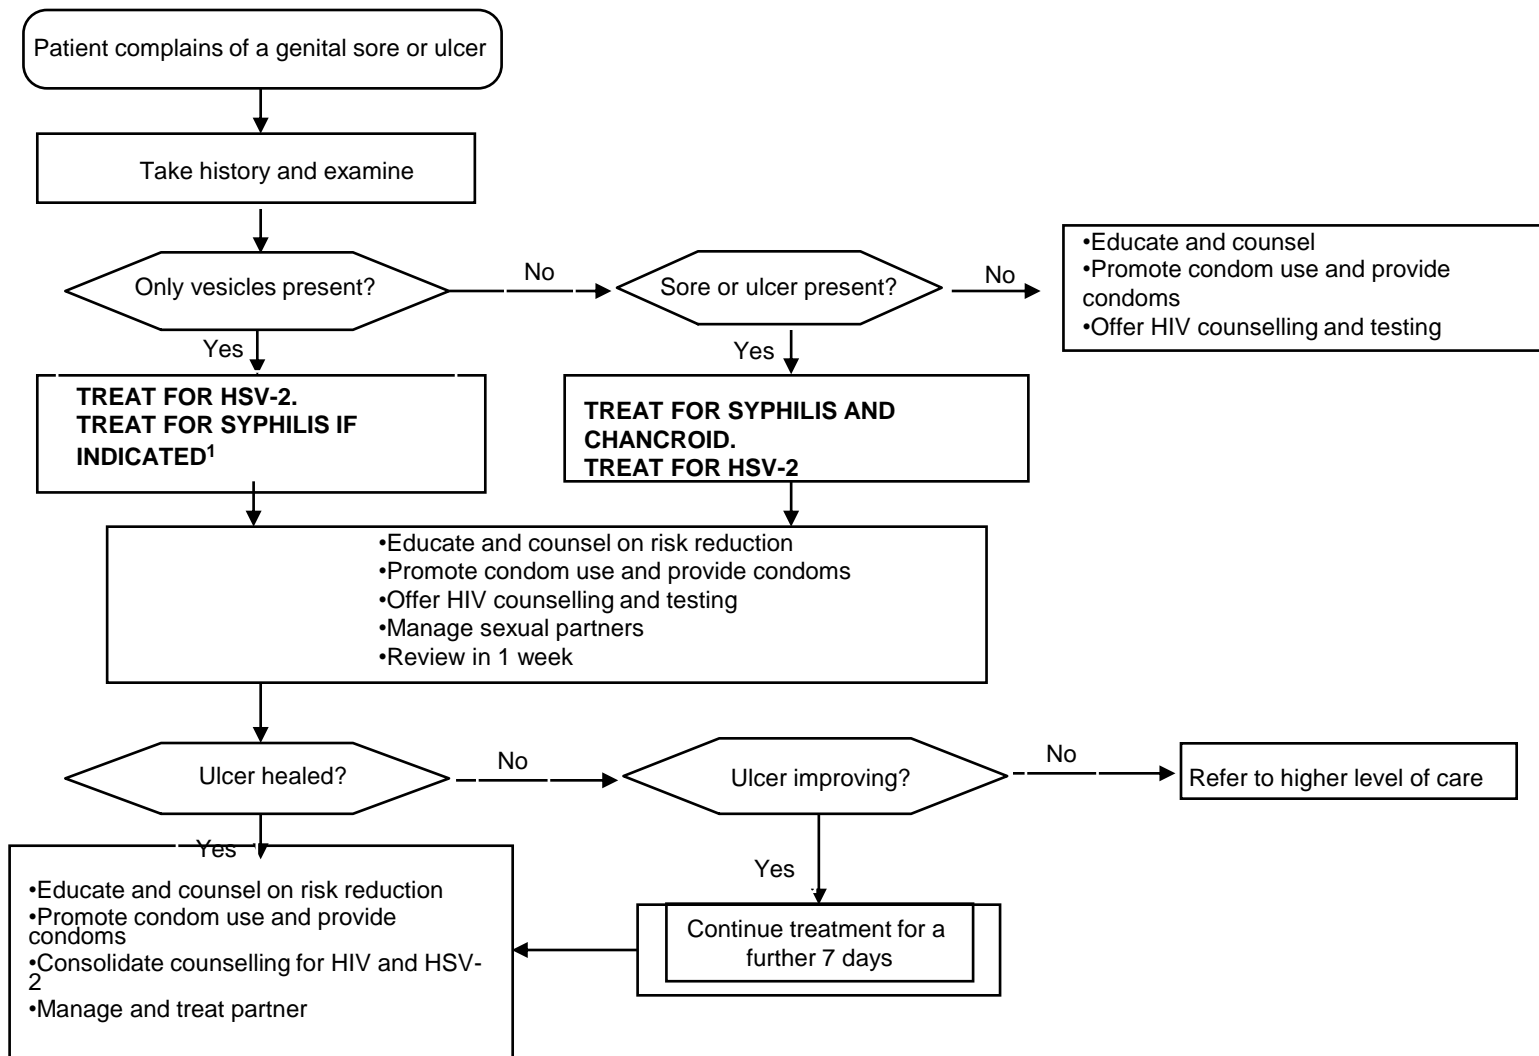 Patient complains of a genital sore or ulcer
Take history and examine
Only vesicles present?
No
Sore or ulcer present?
No
•Educate and counsel
•Promote condom use and provide
condoms
•Offer HIV counselling and testing
Yes
Yes
TREAT FOR HSV-2.
TREAT FOR SYPHILIS IF
INDICATED¹
TREAT FOR SYPHILIS AND
CHANCROID.
TREAT FOR HSV-2
•Educate and counsel on risk reduction
•Promote condom use and provide condoms
•Offer HIV counselling and testing
•Manage sexual partners
•Review in 1 week
Ulcer healed?
No
Ulcer improving?
No
Refer to higher level of care
Yes
Yes
•Educate and counsel on risk reduction
•Promote condom use and provide
condoms
•Consolidate counselling for HIV and HSV-
2
•Manage and treat partner
Continue treatment for a
further 7 days